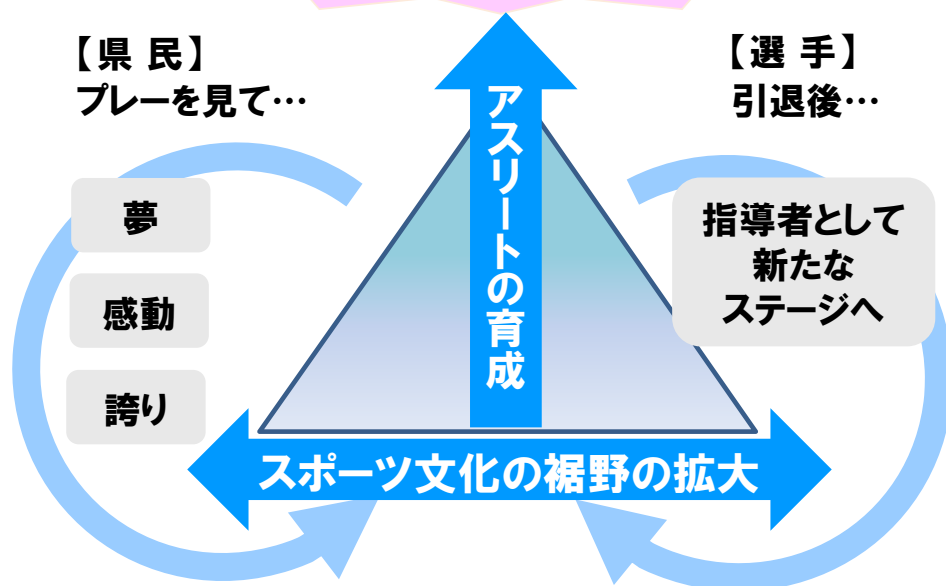 【県 民】
プレーを見て…
【選 手】
引退後…
アスリートの育成
夢
感動
誇り
指導者として
新たな
ステージへ
スポーツ文化の裾野の拡大